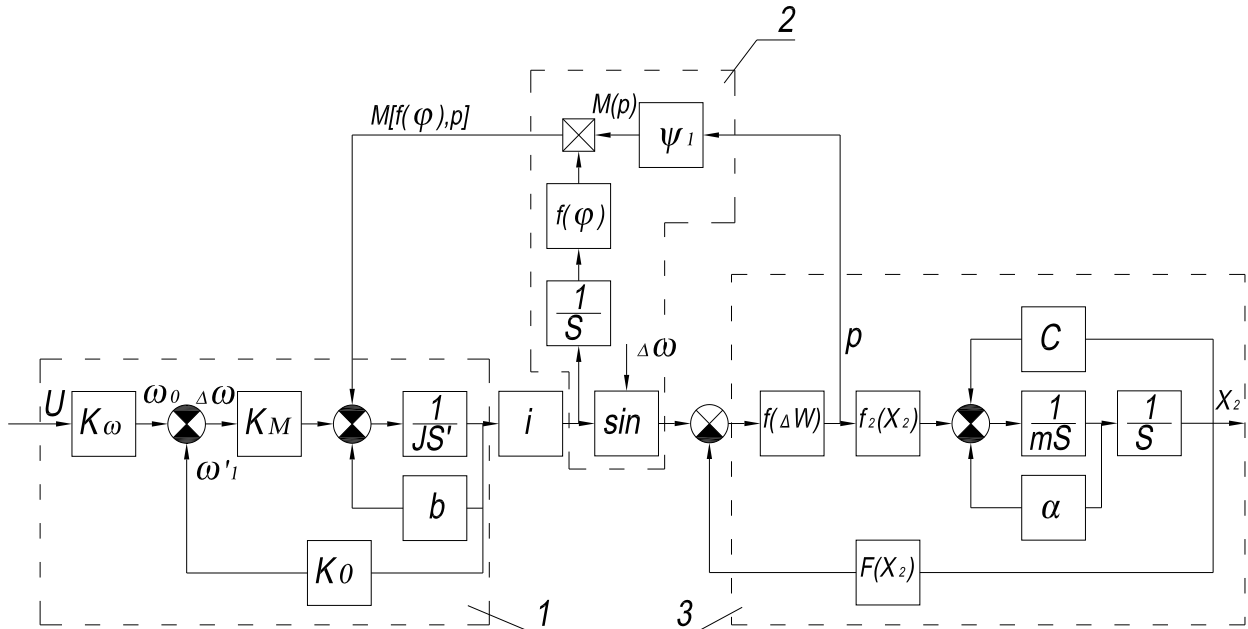 2
M[f(φ),p]
M(p)
ψ1
f(φ)
1
S
Δω
p
C
U
Kω
ω0
Δω
KM
1
JS'
i
sin
f(ΔW)
f2(X2)
1
mS
1
S
X2
ω'1
b
α
K0
F(X2)
1
3